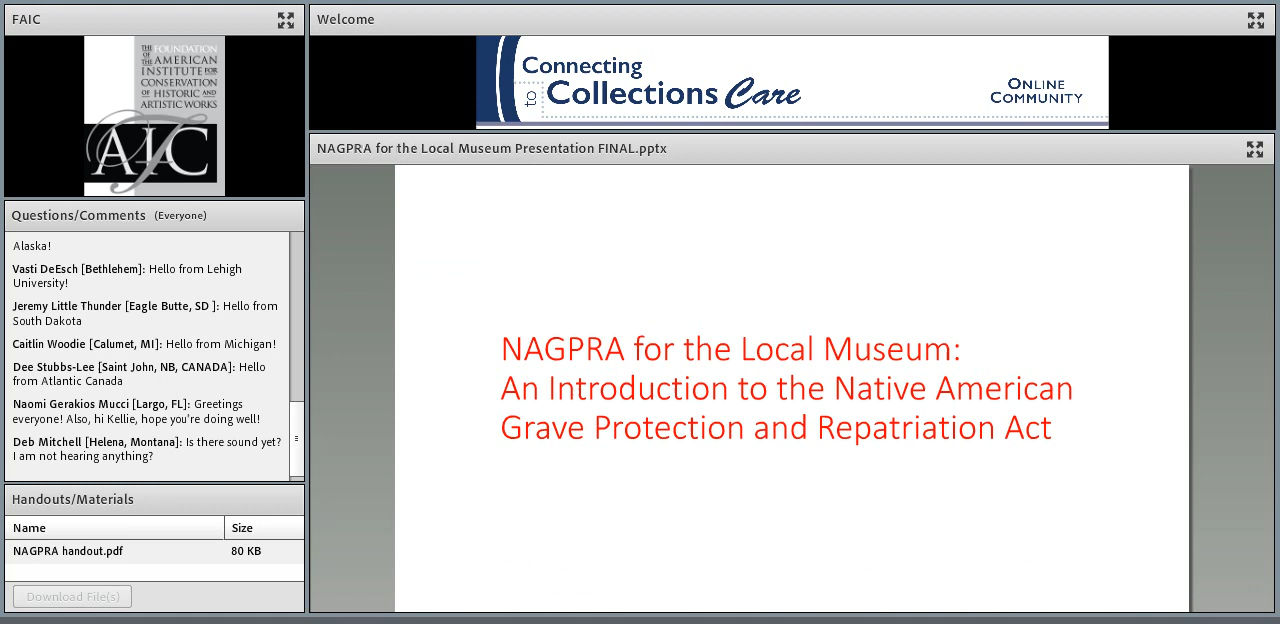 FAIC
THE FOUNDATION
OF THE AMERICAN
INSTITUTE FOR
CONSERVATION
OF HISTORIC AND
ARTISTIC WORKS
FAIC
Welcome
Connecting
to Collections Care
ONLINE
COMMUNITY
Questions/Comments (Everyone)
Alaska!
Vasti DeEsch [Bethlehem]: Hello from Lehigh
University!
Jeremy Little Thunder [Eagle Butte, SD ]: Hello from
South Dakota
Caitlin Woodie [Calumet, MI]: Hello from Michigan!
Dee Stubbs-Lee [Saint John, NB, CANADA]: Hello
from Atlantic Canada
Naomi Gerakios Mucci [Largo, FL]: Greetings
everyone! Also, hi Kellie, hope you're doing well!
Deb Mitchell [Helena, Montana]: Is there sound yet?
I am not hearing anything?
Handouts/Materials
Name Size
NAGPRA handout.pdf 80 KB
Download File(s)
NAGPRA for the Local Museum Presentation FINAL.pptx
NAGPRA for the Local Museum:
An Introduction to the Native American
Grave Protection and Repatriation Act